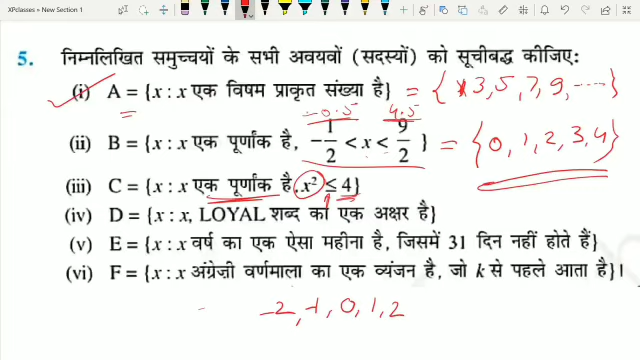 XPclasses » New Section 1
5. निम्नलिखित समुच्चयों के सभी अवयवों (सदस्यों) को सूचीबद्ध कीजिए:
(i) A = {x : x एक विषम प्राकृत संख्या है} = {1, 3, 5, 7, 9, ----}
-0.5 4.5
(ii) B = {x : x एक पूर्णांक है, -1/2 < x < 9/2} = {0, 1, 2, 3, 4}
(iii) C = {x : x एक पूर्णांक है, x² ≤ 4}
(iv) D = {x : x, LOYAL शब्द का एक अक्षर है}
(v) E = {x : x वर्ष का एक ऐसा महीना है, जिसमें 31 दिन नहीं होते हैं}
(vi) F = {x : x अंग्रेज़ी वर्णमाला का एक व्यंजन है, जो k से पहले आता है}।
-2, -1, 0, 1, 2